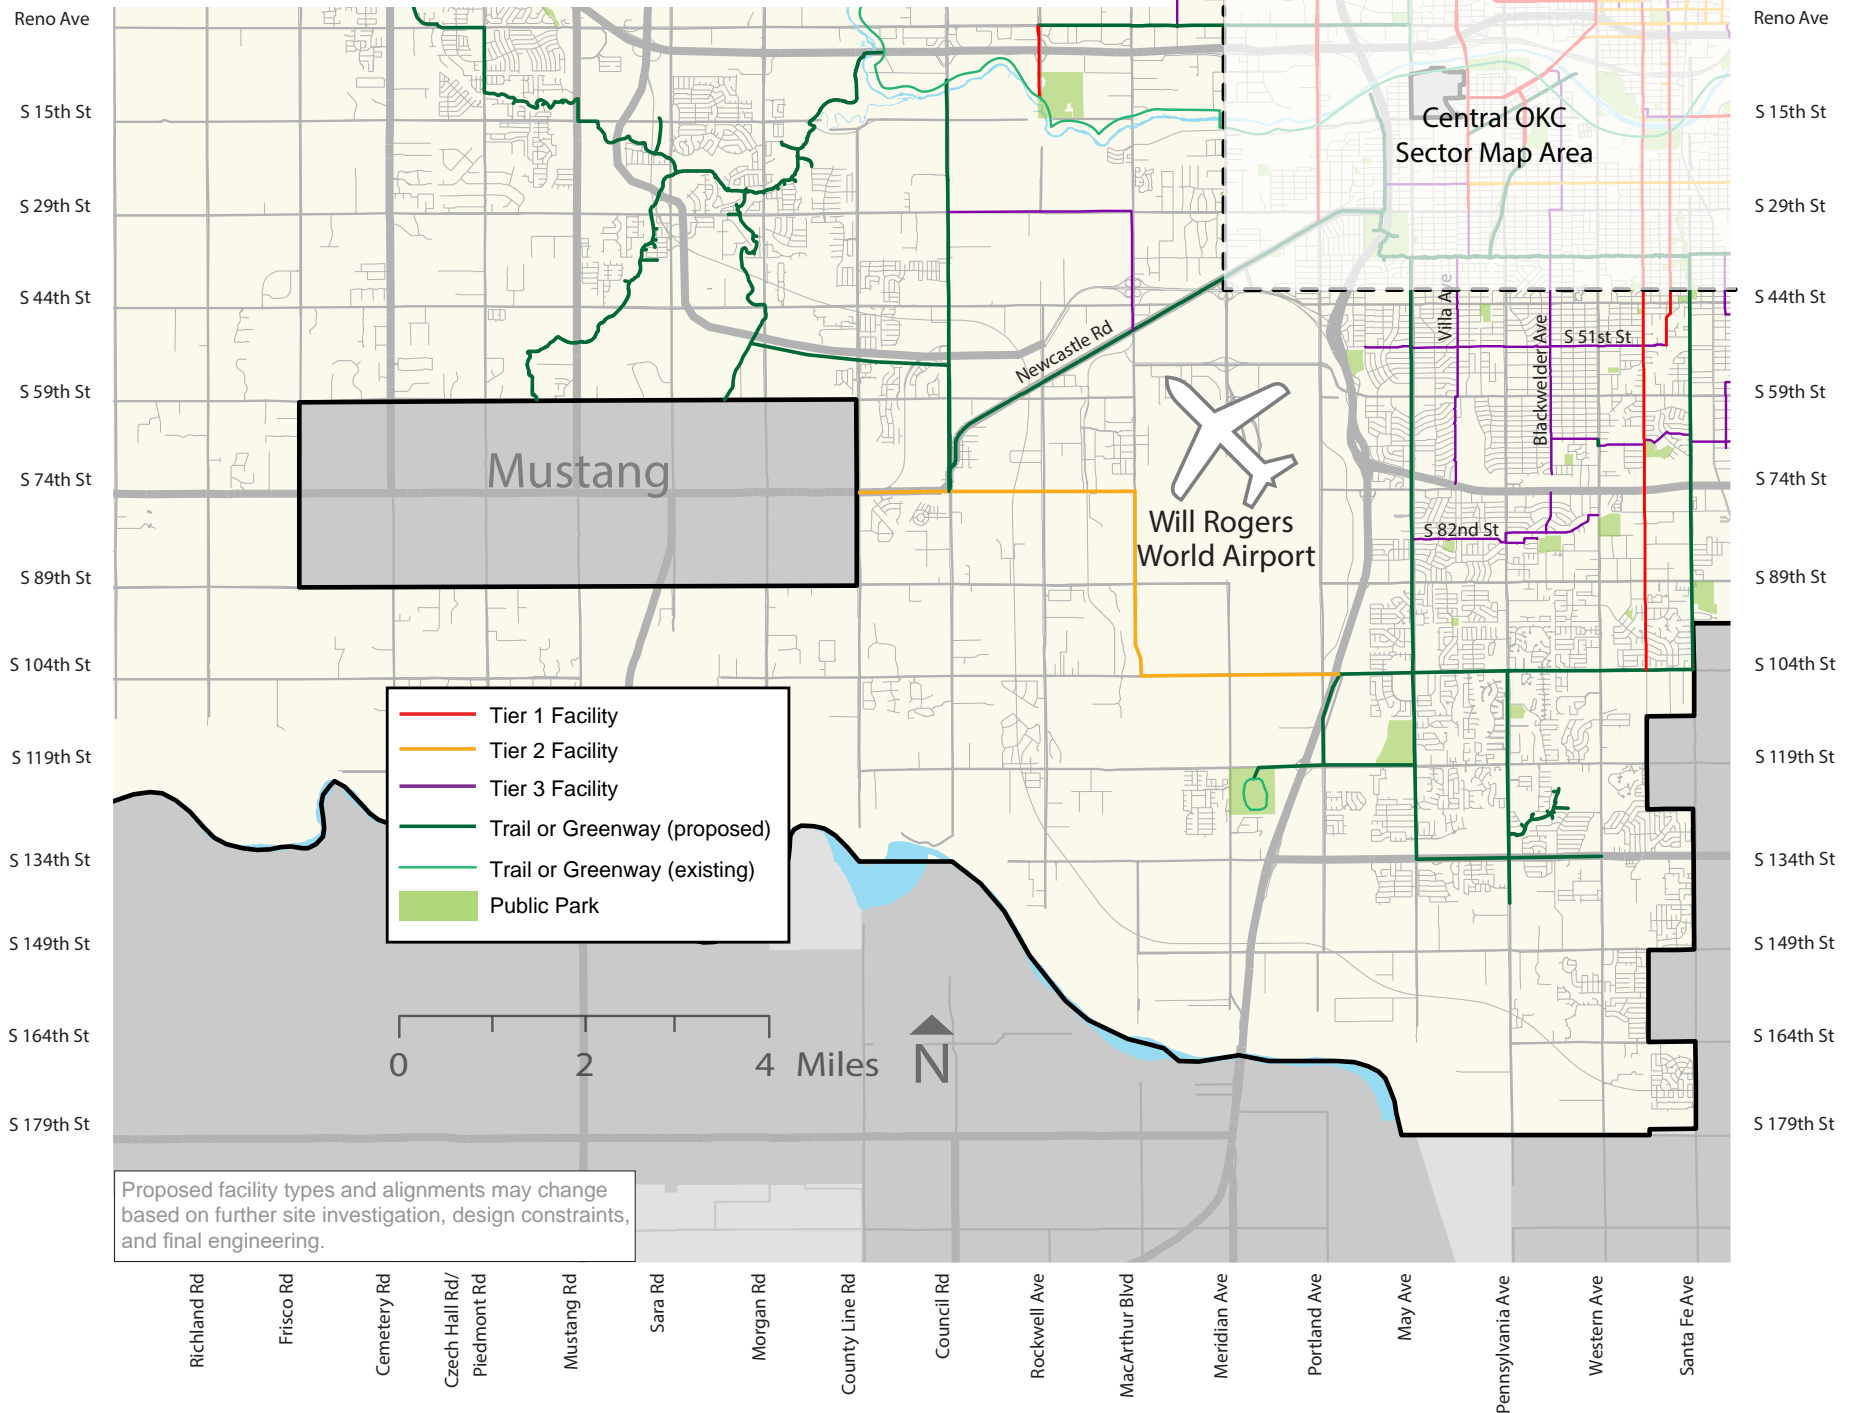 Reno Ave
S 15th St
S 29th St
S 44th St
S 59th St
S 74th St
S 89th St
S 104th St
S 119th St
S 134th St
S 149th St
S 164th St
S 179th St
Central OKC
Sector Map Area
Villa Ave
Blackwelder Ave
S 51st St
Newcastle Rd
Mustang
Will Rogers
World Airport
S 82nd St
Tier 1 Facility
Tier 2 Facility
Tier 3 Facility
Trail or Greenway (proposed)
Trail or Greenway (existing)
Public Park
0 2 4 Miles
N
Proposed facility types and alignments may change
based on further site investigation, design constraints,
and final engineering.
Reno Ave
S 15th St
S 29th St
S 44th St
S 59th St
S 74th St
S 89th St
S 104th St
S 119th St
S 134th St
S 149th St
S 164th St
S 179th St
Richland Rd
Frisco Rd
Cemetery Rd
Czech Hall Rd/
Piedmont Rd
Mustang Rd
Sara Rd
Morgan Rd
County Line Rd
Council Rd
Rockwell Ave
MacArthur Blvd
Meridian Ave
Portland Ave
May Ave
Pennsylvania Ave
Western Ave
Santa Fe Ave